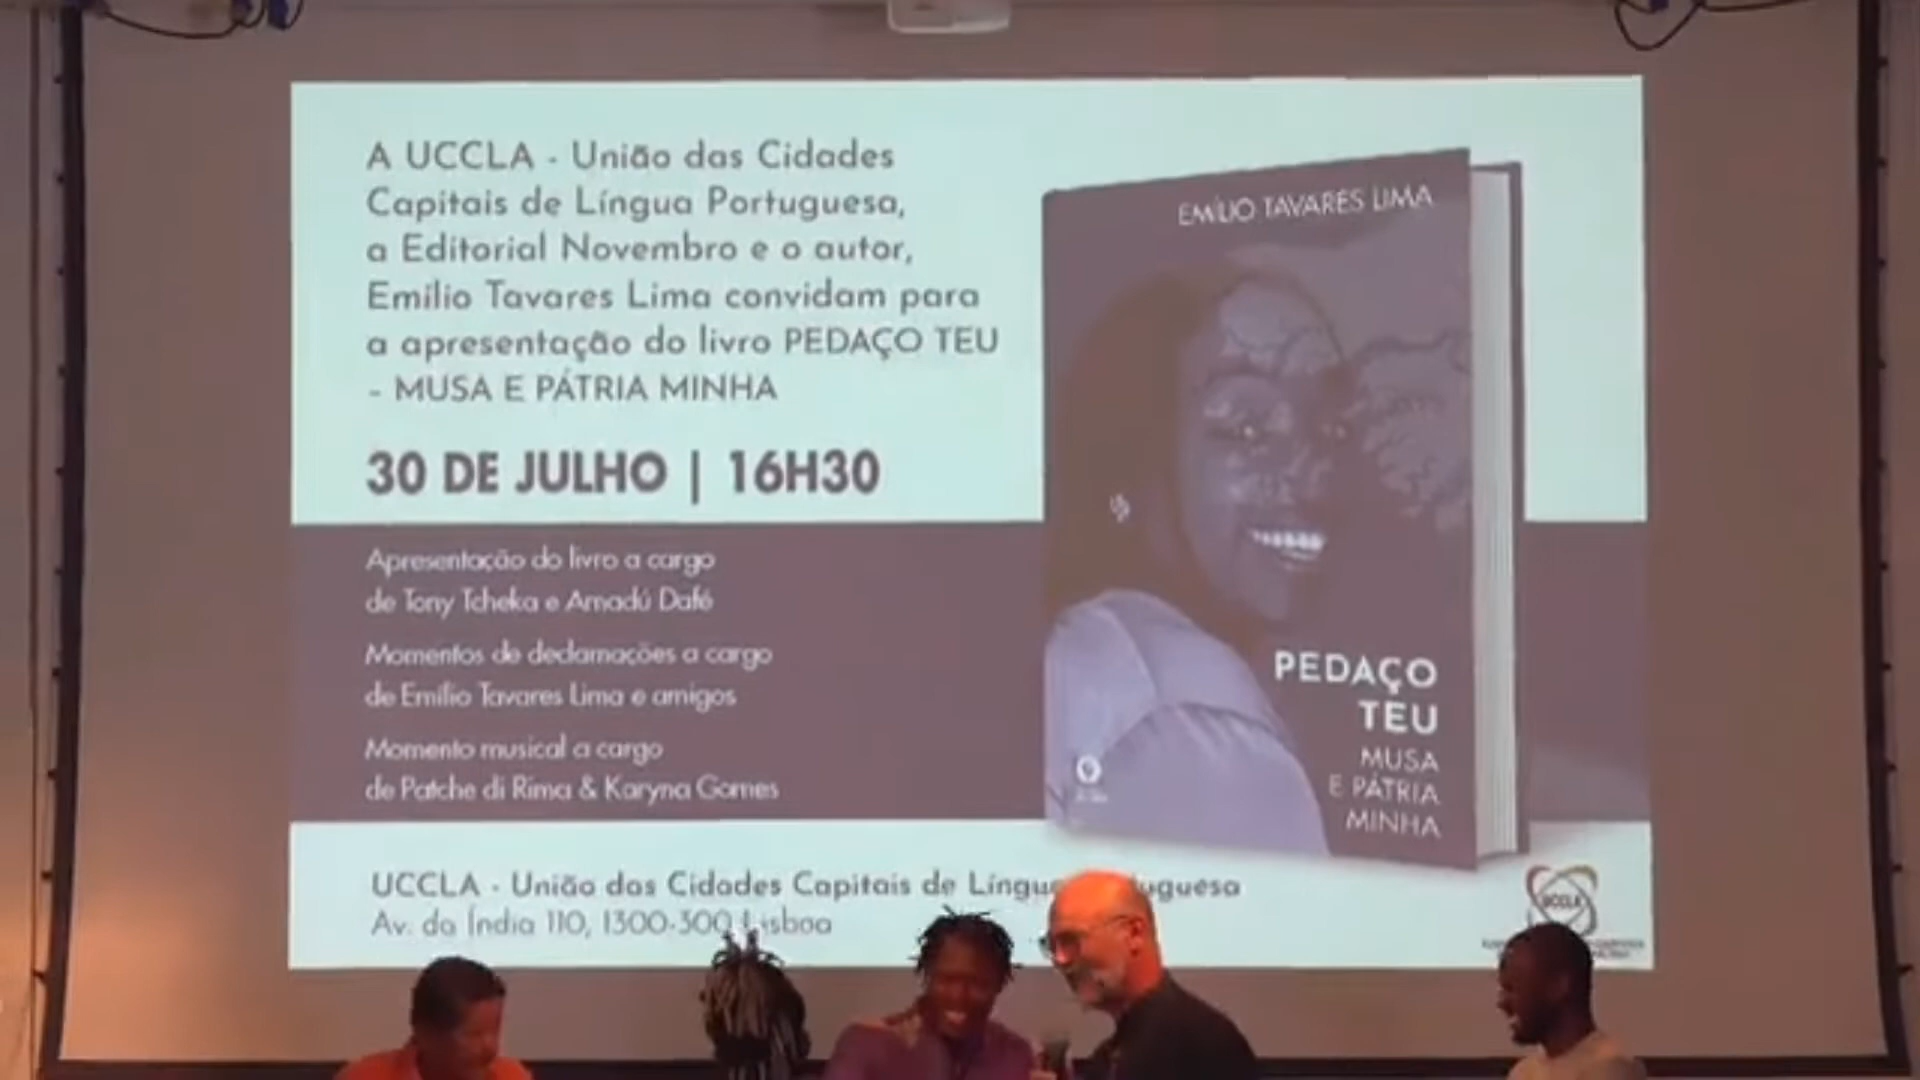 A UCCLA - União das Cidades
Capitais de Língua Portuguesa,
a Editorial Novembro e o autor,
Emílio Tavares Lima convidam para
a apresentação do livro PEDAÇO TEU
- MUSA E PÁTRIA MINHA
30 DE JULHO | 16H30
Apresentação do livro a cargo
de Tony Tcheka e Amadú Dafé
Momentos de declamações a cargo
de Emílio Tavares Lima e amigos
Momento musical a cargo
de Patche di Rima & Karyna Gomes
UCCLA - União das Cidades Capitais de
Av. da Índia 110, 1300-300 Lisboa
EMÍLIO TAVARES LIMA
PEDAÇO
TEU
MUSA
E PÁTRIA
MINHA
UCCLA